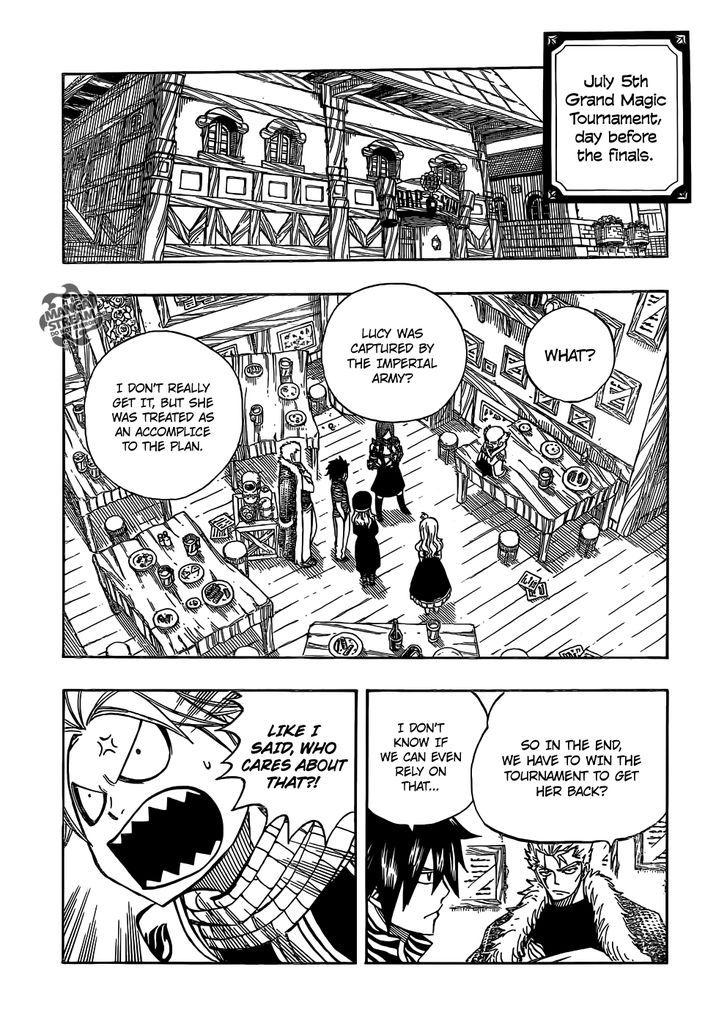 July 5th
Grand Magic
Tournament,
day before
the finals.
BAR
WHAT?
LUCY WAS
CAPTURED BY
THE IMPERIAL
ARMY?
I DON'T REALLY
GET IT, BUT SHE
WAS TREATED AS
AN ACCOMPLICE
TO THE PLAN.
MANGA
STREAM
SO IN THE END,
WE HAVE TO WIN THE
TOURNAMENT TO GET
HER BACK?
I DON'T
KNOW IF
WE CAN EVEN
RELY ON
THAT...
LIKE I
SAID, WHO
CARES ABOUT
THAT?!